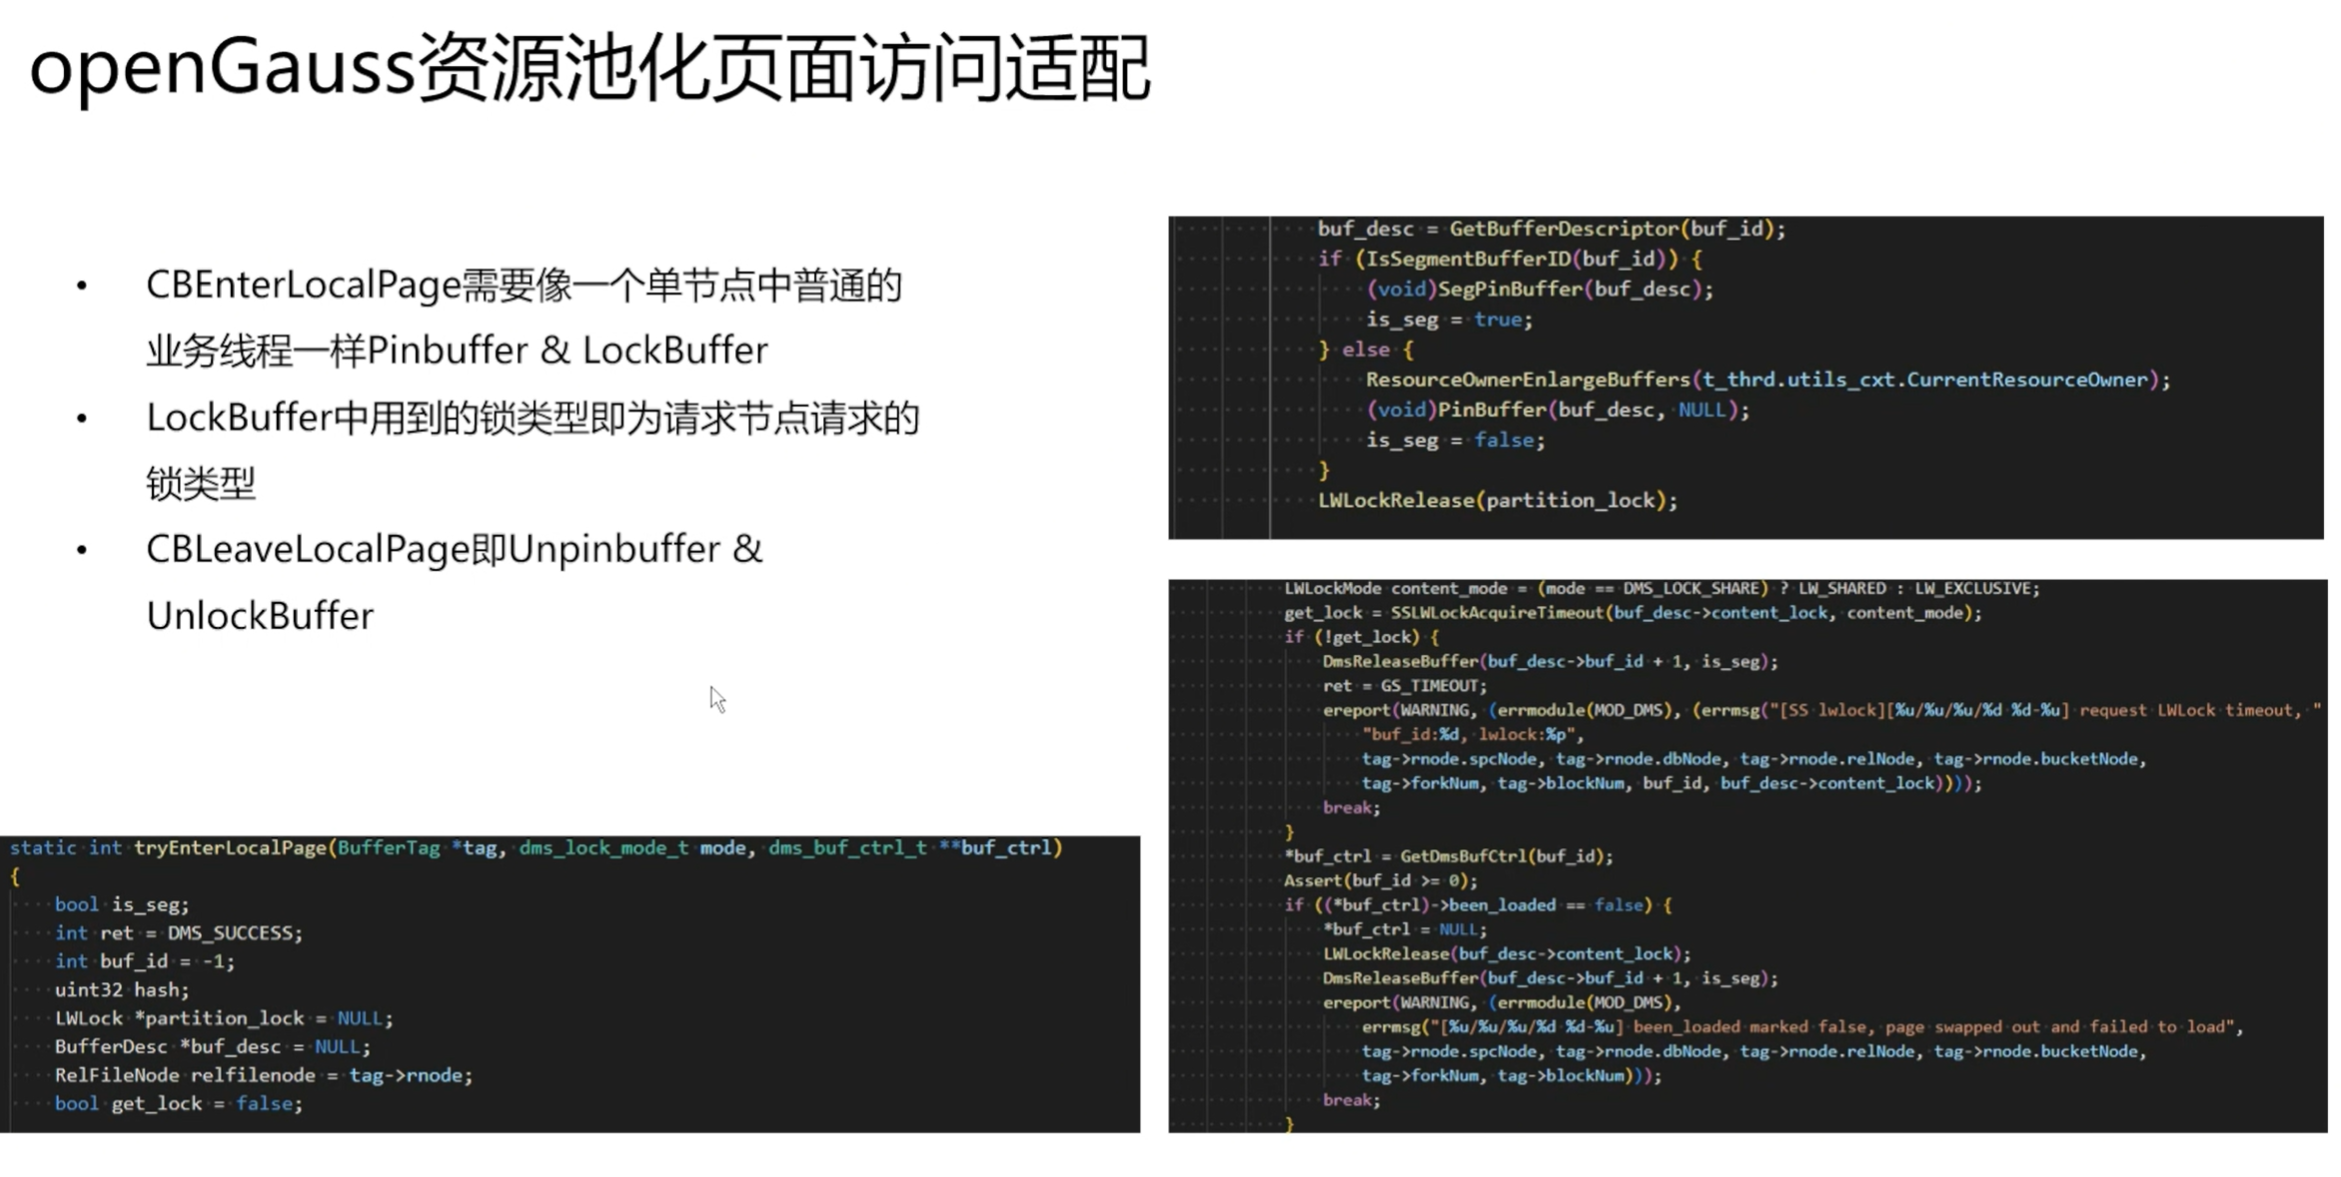 openGauss资源池化页面访问适配
• CBEnterLocalPage需要像一个单节点中普通的
业务线程一样Pinbuffer & LockBuffer
• LockBuffer中用到的锁类型即为请求节点请求的
锁类型
• CBLeaveLocalPage即Unpinbuffer &
UnlockBuffer
static int tryEnterLocalPage(BufferTag *tag, dms_lock_mode_t mode, dms_buf_ctrl_t **buf_ctrl)
{
bool is_seg;
int ret = DMS_SUCCESS;
int buf_id = -1;
uint32 hash;
LWLock *partition_lock = NULL;
BufferDesc *buf_desc = NULL;
RelFileNode relfilenode = tag->rnode;
bool get_lock = false;
buf_desc = GetBufferDescriptor(buf_id);
if (IsSegmentBufferID(buf_id)) {
(void)SegPinBuffer(buf_desc);
is_seg = true;
} else {
ResourceOwnerEnlargeBuffers(t_thrd.utils_cxt.CurrentResourceOwner);
(void)PinBuffer(buf_desc, NULL);
is_seg = false;
}
LWLockRelease(partition_lock);
LWLockMode content_mode = (mode == DMS_LOCK_SHARE) ? LW_SHARED : LW_EXCLUSIVE;
get_lock = SSLWLockAcquireTimeout(buf_desc->content_lock, content_mode);
if (!get_lock) {
DmsReleaseBuffer(buf_desc->buf_id + 1, is_seg);
ret = GS_TIMEOUT;
ereport(WARNING, (errmodule(MOD_DMS), (errmsg("[SS lwlock][%u/%u/%u/%d %d-%u] request LWLock timeout, "
"buf_id:%d, lwlock:%p",
tag->rnode.spcNode, tag->rnode.dbNode, tag->rnode.relNode, tag->rnode.bucketNode,
tag->forkNum, tag->blockNum, buf_id, buf_desc->content_lock))));
break;
}
*buf_ctrl = GetDmsBufCtrl(buf_id);
Assert(buf_id >= 0);
if ((*buf_ctrl)->been_loaded == false) {
*buf_ctrl = NULL;
LWLockRelease(buf_desc->content_lock);
DmsReleaseBuffer(buf_desc->buf_id + 1, is_seg);
ereport(WARNING, (errmodule(MOD_DMS),
errmsg("[%u/%u/%u/%d %d-%u] been_loaded marked false, page swapped out and failed to load",
tag->rnode.spcNode, tag->rnode.dbNode, tag->rnode.relNode, tag->rnode.bucketNode,
tag->forkNum, tag->blockNum)));
break;
}